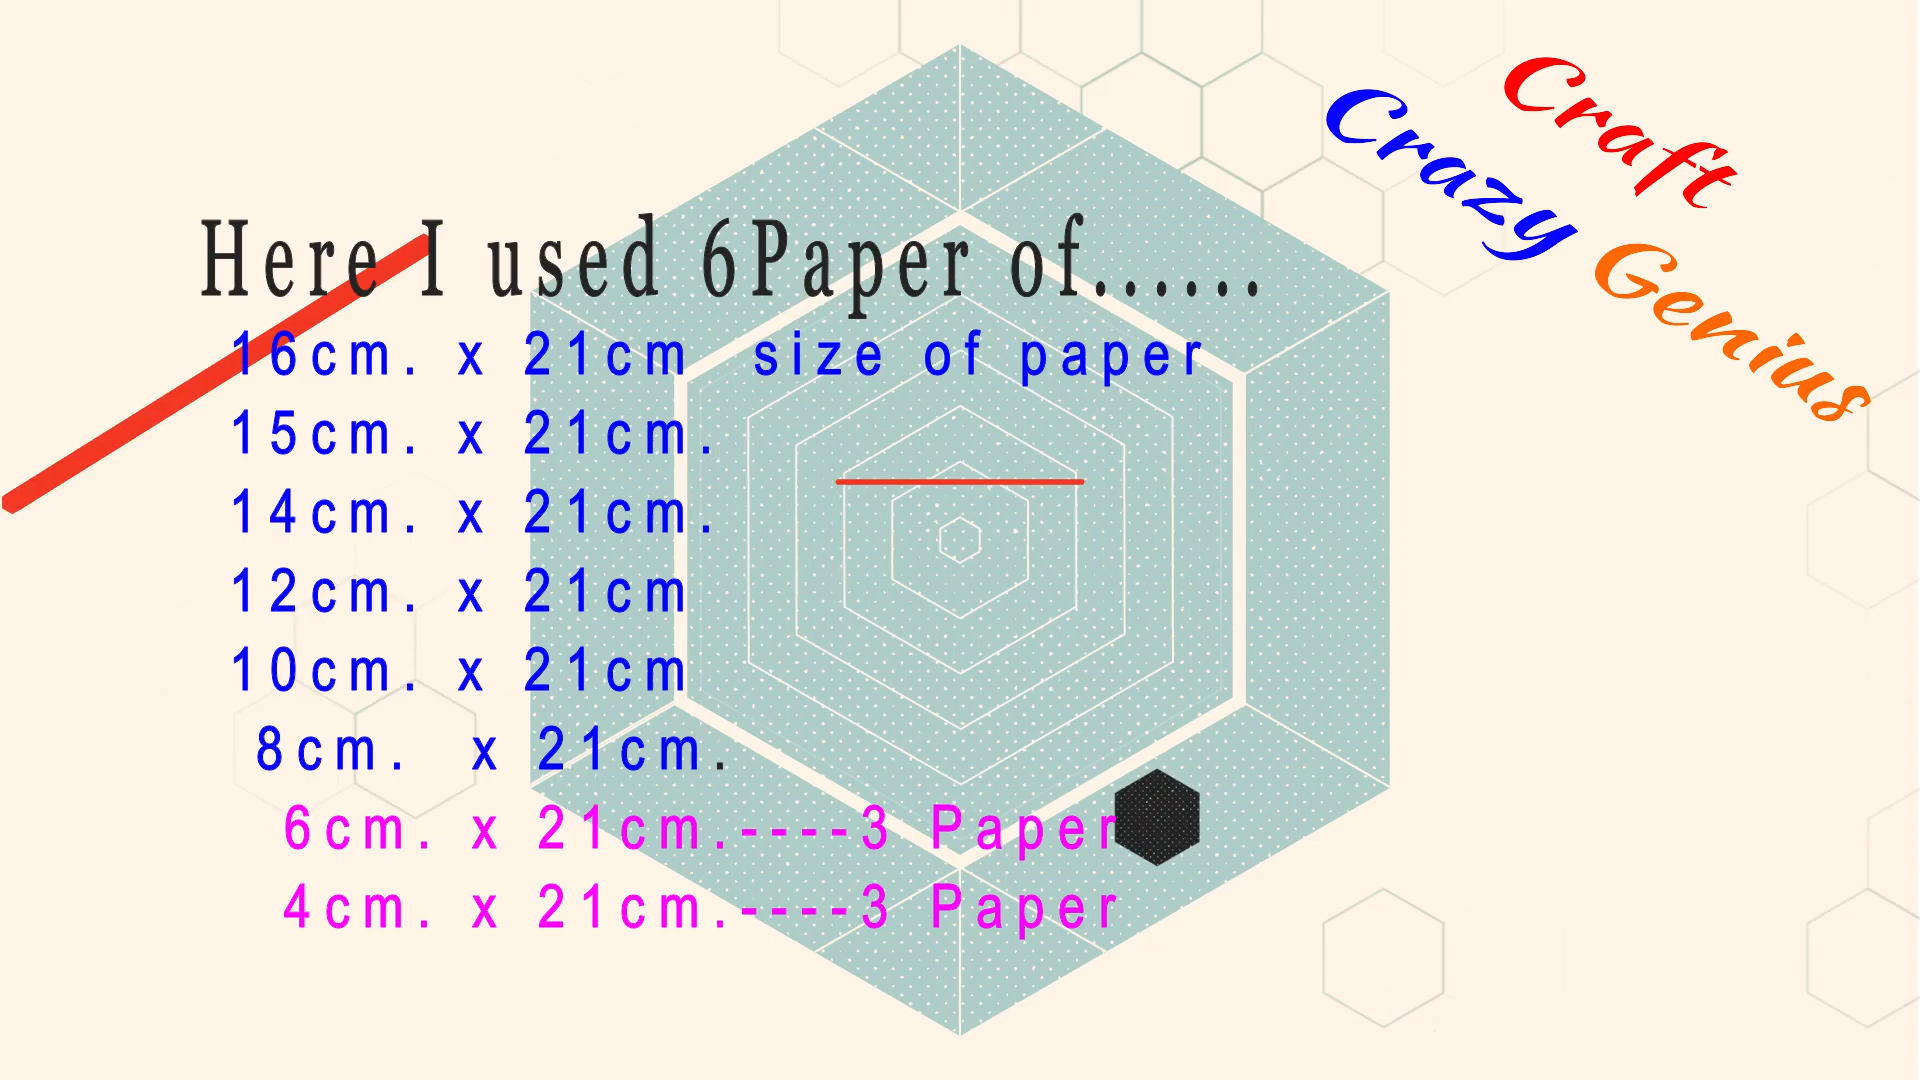 Craft
Crazy
Genius
Here I used 6Paper of......
16cm. x 21cm size of paper
15cm. x 21cm.
14cm. x 21cm.
12cm. x 21cm
10cm. x 21cm
8cm. x 21cm.
6cm. x 21cm.----3 Paper
4cm. x 21cm.----3 Paper